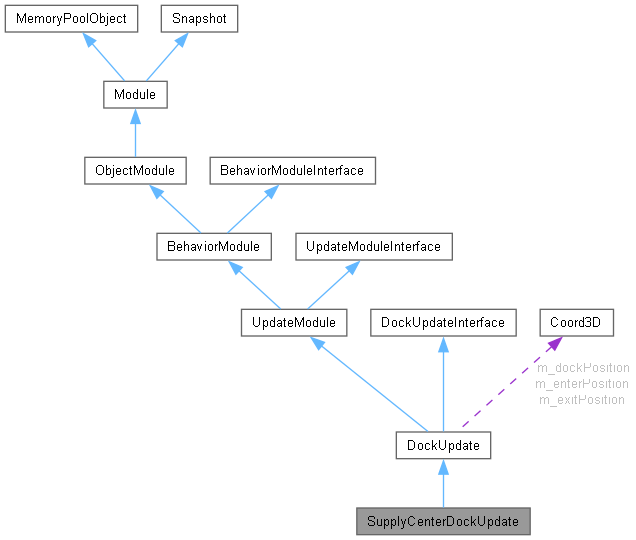 MemoryPoolObject
Snapshot
Module
ObjectModule
BehaviorModuleInterface
BehaviorModule
UpdateModuleInterface
UpdateModule
DockUpdateInterface
Coord3D
m_dockPosition
m_enterPosition
m_exitPosition
DockUpdate
SupplyCenterDockUpdate